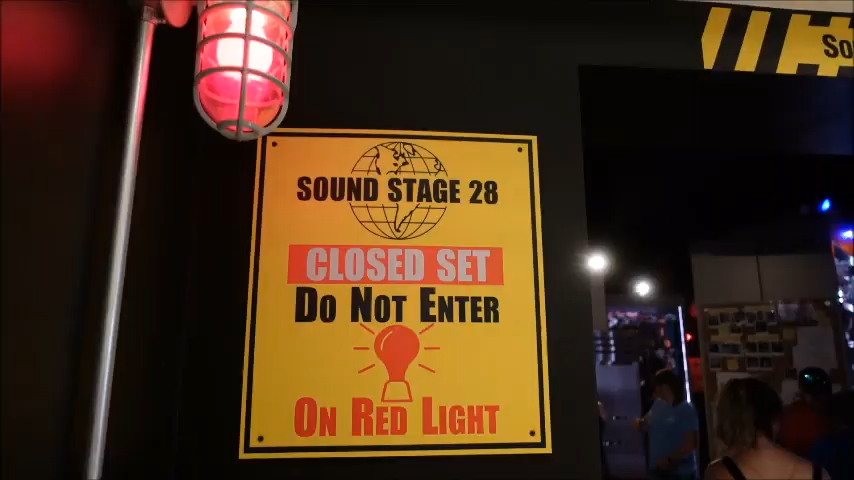 SOUND STAGE 28
CLOSED SET
DO NOT ENTER
ON RED LIGHT